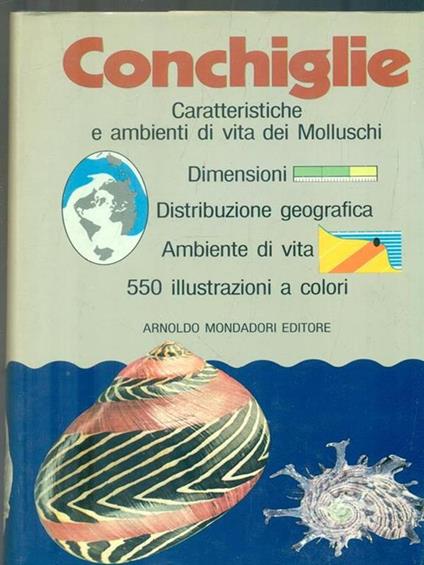 Conchiglie
Caratteristiche
e ambienti di vita dei Molluschi
Dimensioni
Distribuzione geografica
Ambiente di vita
550 illustrazioni a colori
ARNOLDO MONDADORI EDITORE